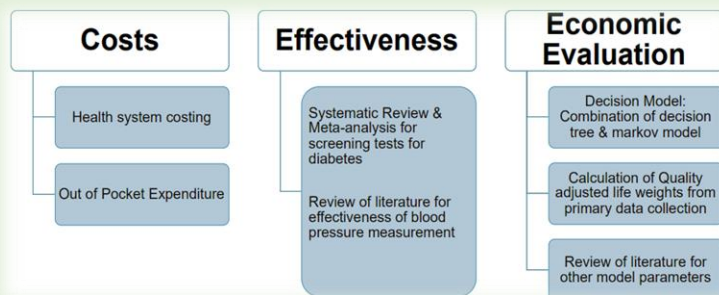 Costs
Health system costing
Out of Pocket Expenditure
Effectiveness
Systematic Review &
Meta-analysis for
screening tests for
diabetes
Review of literature for
effectiveness of blood
pressure measurement
Economic
Evaluation
Decision Model:
Combination of decision
tree & markov model
Calculation of Quality
adjusted life weights from
primary data collection
Review of literature for
other model parameters